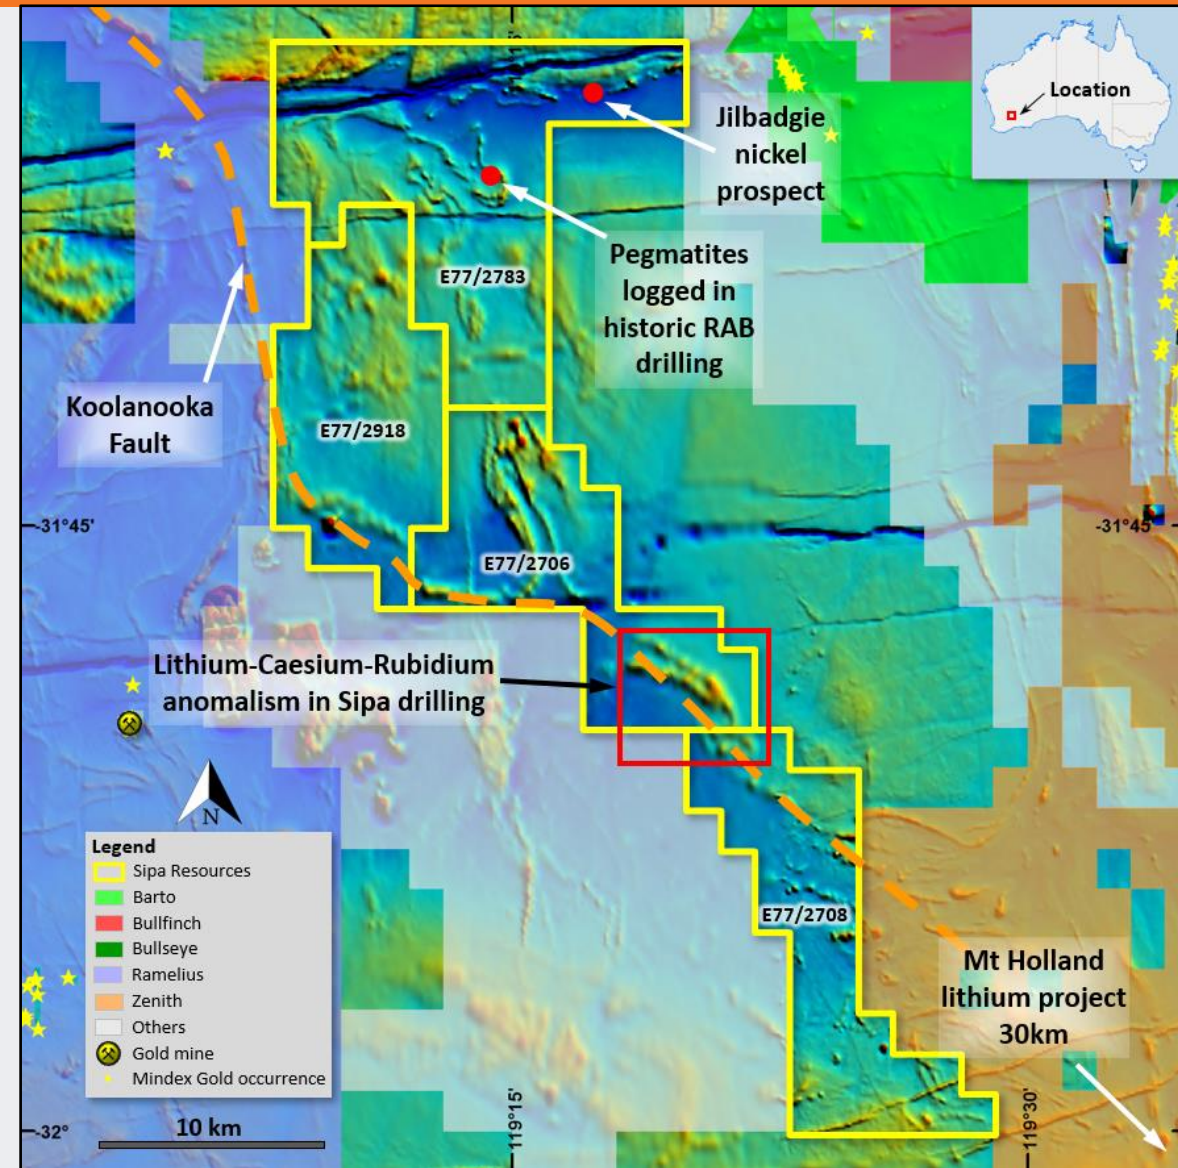 Location
Jilbadgie
nickel
prospect
Pegmatites
logged in
historic RAB
drilling
E77/2783
Koolanooka
Fault
E77/2918
-31°45'
-31°45'
E77/2706
Lithium-Caesium-Rubidium
anomalism in Sipa drilling
N
E77/2708
Mt Holland
lithium project
30km
Legend
Sipa Resources
Barto
Bullfinch
Bullseye
Ramelius
Zenith
Others
Gold mine
Mindex Gold occurrence
10 km
-32°
119°15'
119°30'